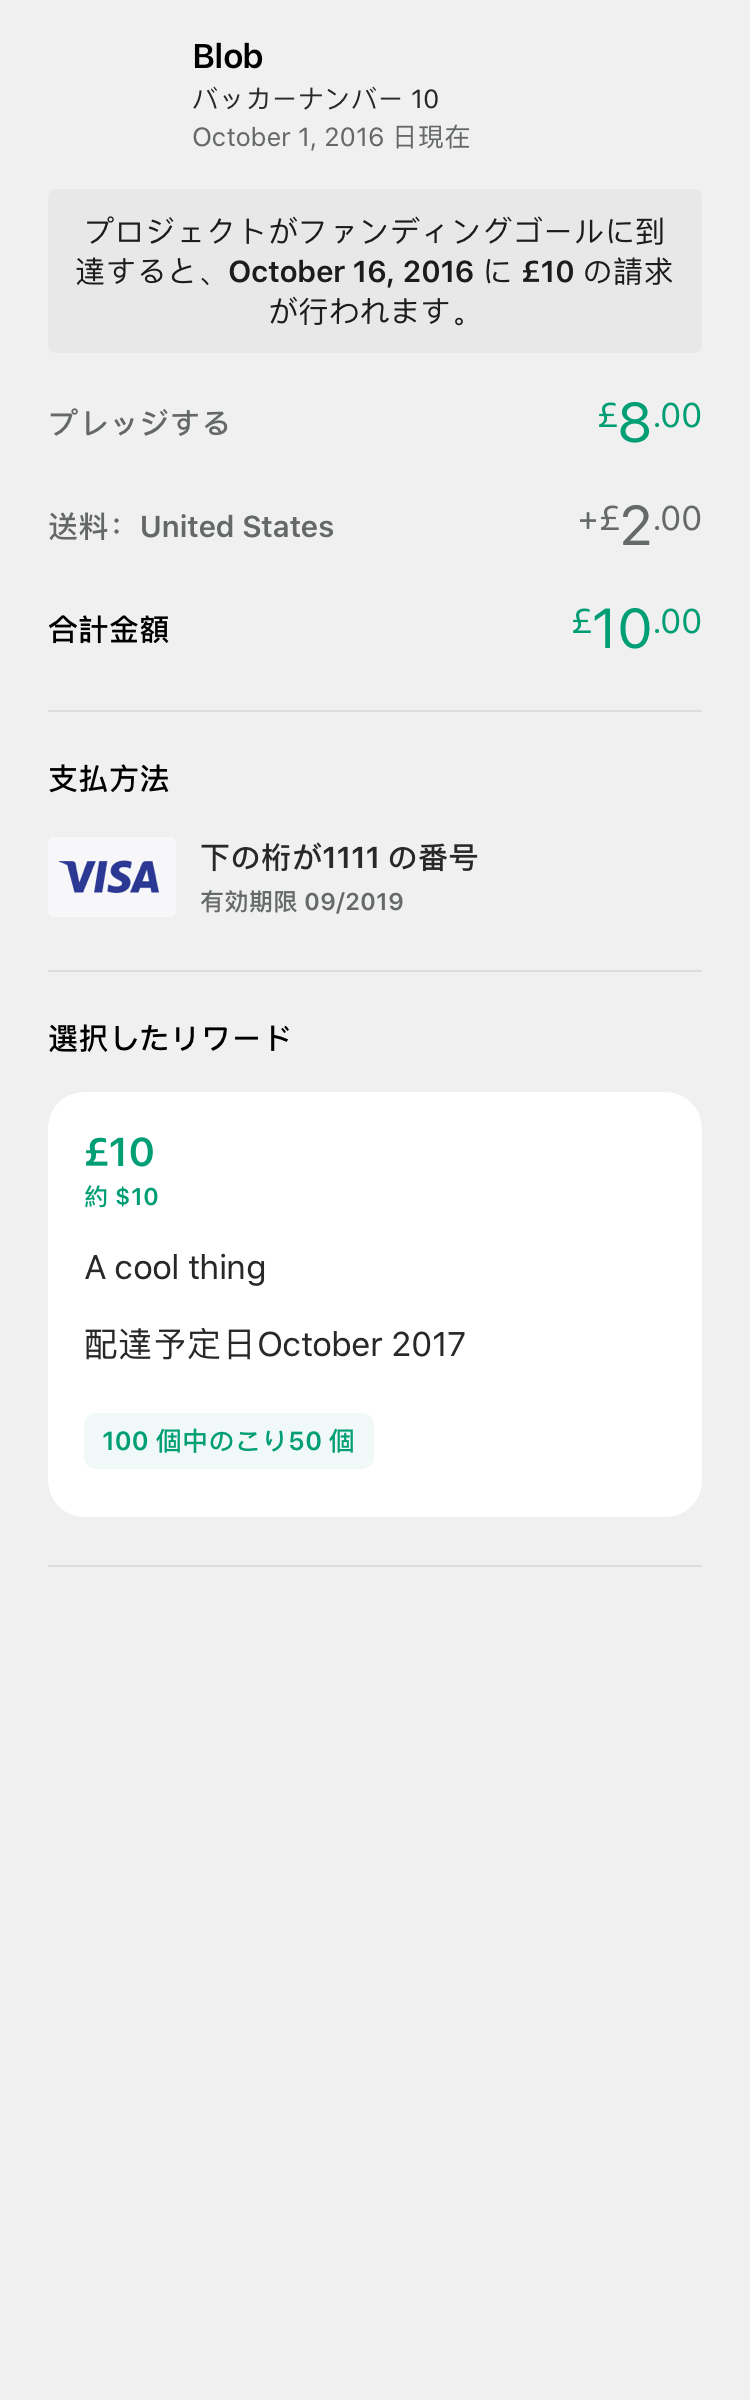 Blob
バッカーナンバー 10
October 1, 2016 日現在
プロジェクトがファンディングゴールに到
達すると、October 16, 2016 に £10 の請求
が行われます。
プレッジする £8.00
送料： United States +£2.00
合計金額 £10.00
支払方法
VISA
下の桁が1111 の番号
有効期限 09/2019
選択したリワード
£10
約 $10
A cool thing
配達予定日October 2017
100 個中のこり50 個